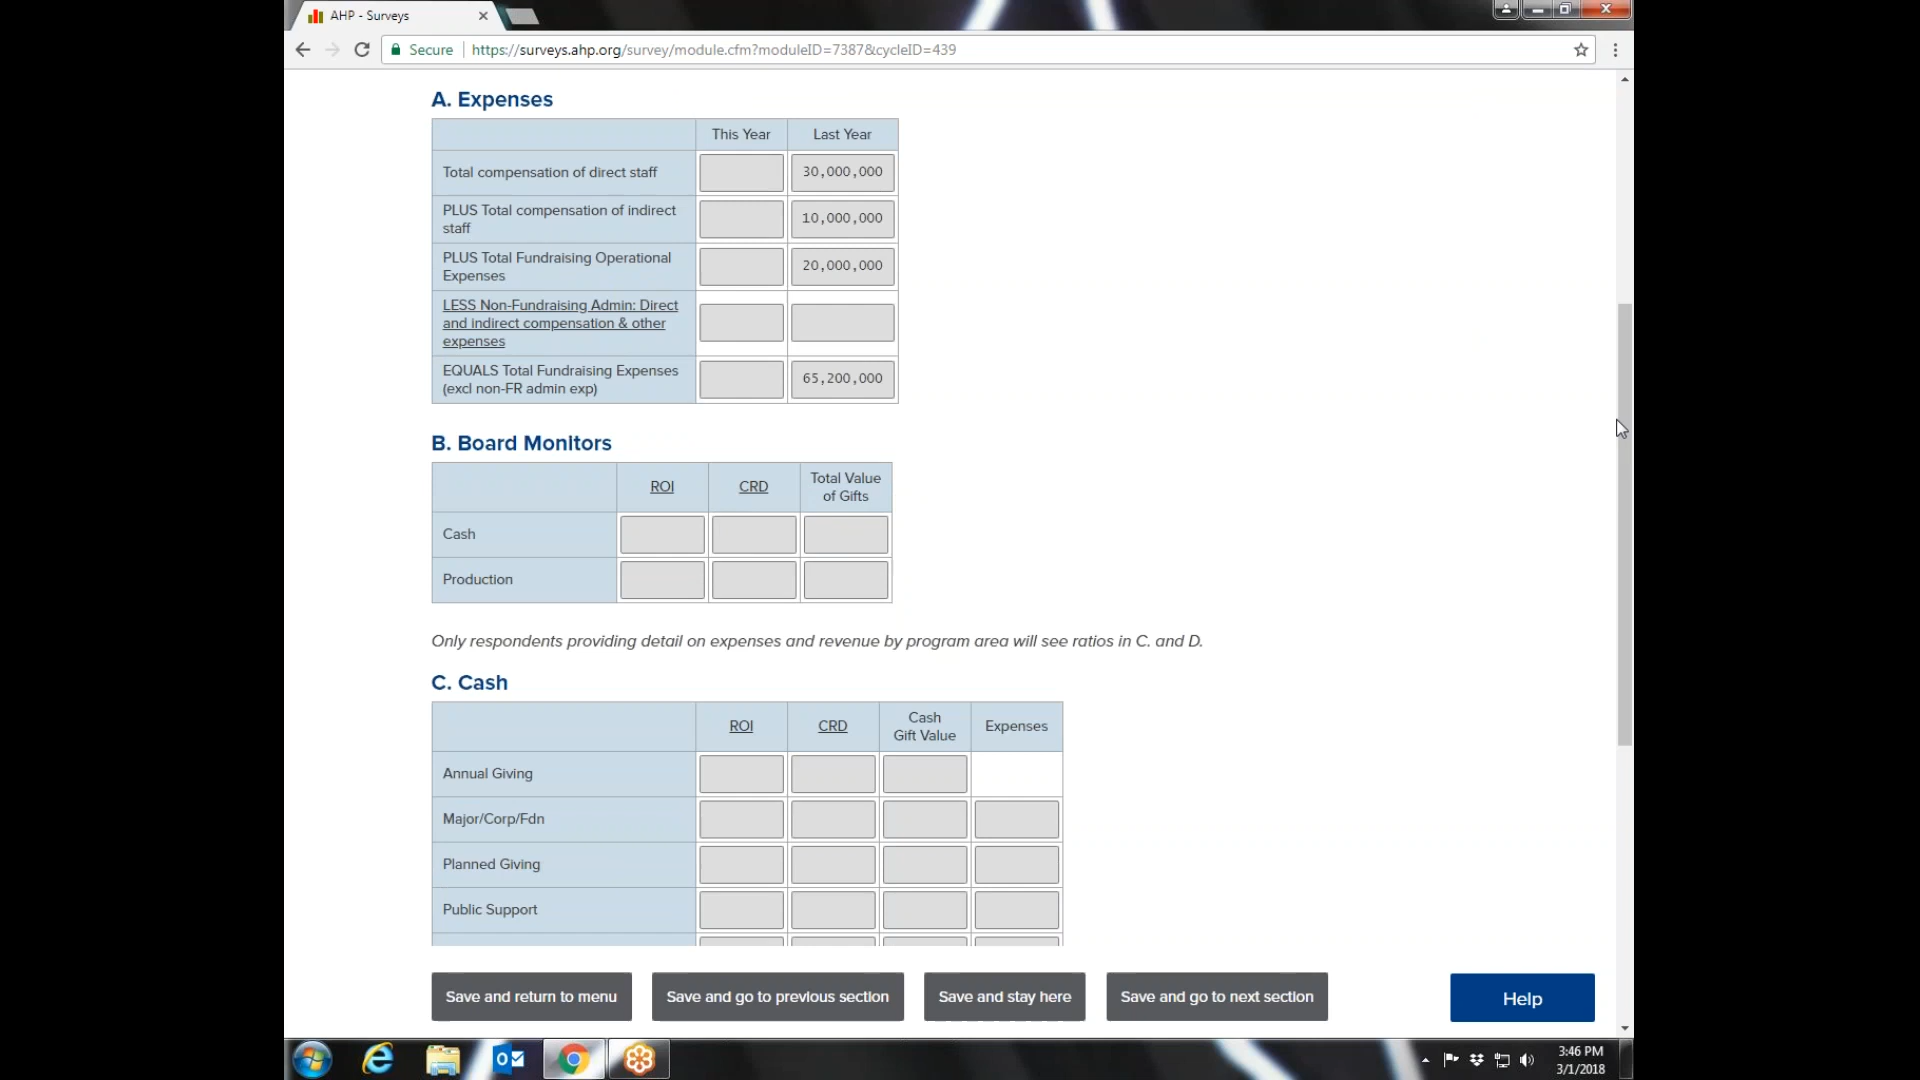 AHP - Surveys
Secure https://surveys.ahp.org/survey/module.cfm?moduleID=7387&cycleID=439
A. Expenses
This Year Last Year
Total compensation of direct staff 30,000,000
PLUS Total compensation of indirect
staff
10,000,000
PLUS Total Fundraising Operational
Expenses
20,000,000
LESS Non-Fundraising Admin: Direct
and indirect compensation & other
expenses
EQUALS Total Fundraising Expenses
(excl non-FR admin exp)
65,200,000
B. Board Monitors
ROI CRD Total Value
of Gifts
Cash
Production
Only respondents providing detail on expenses and revenue by program area will see ratios in C. and D.
C. Cash
ROI CRD Cash
Gift Value
Expenses
Annual Giving
Major/Corp/Fdn
Planned Giving
Public Support
Save and return to menu Save and go to previous section Save and stay here Save and go to next section Help
3:46 PM
3/1/2018